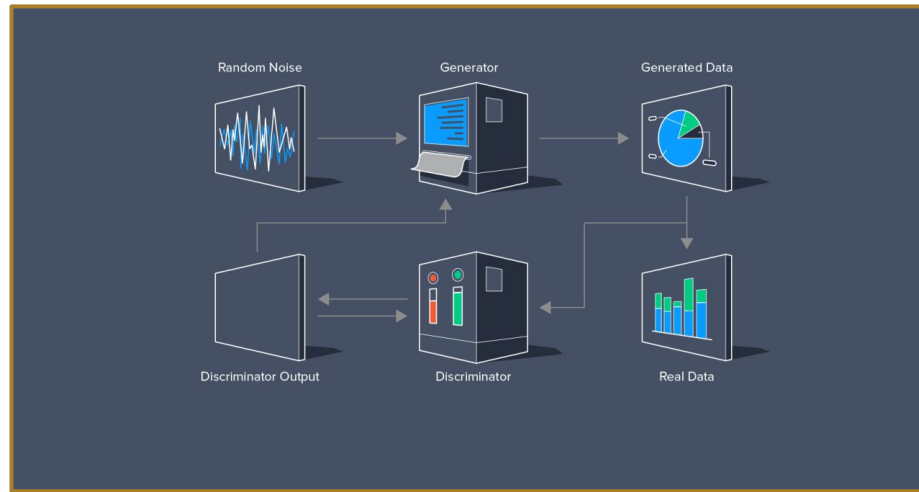 Random Noise
Generator
Generated Data
Discriminator Output
Discriminator
Real Data